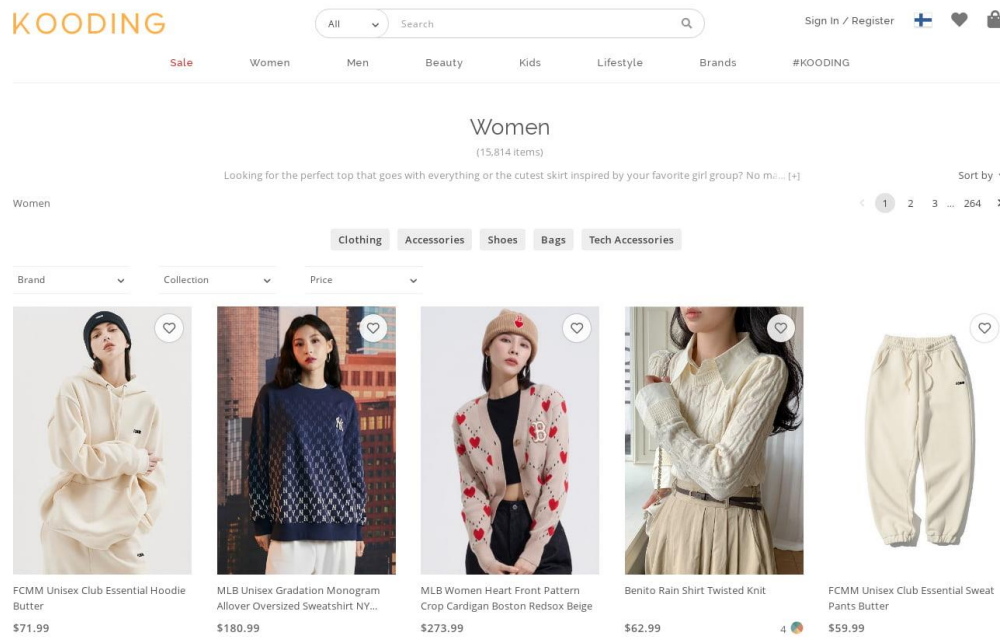 KOODING
All
Search
Sign In / Register
Sale
Women
Men
Beauty
Kids
Lifestyle
Brands
#KOODING
Women
(15,814 items)
Looking for the perfect top that goes with everything or the cutest skirt inspired by your favorite girl group? No ma... [+]
Sort by
Women
1 2 3 ... 264
Clothing
Accessories
Shoes
Bags
Tech Accessories
Brand
Collection
Price
FCMM Unisex Club Essential Hoodie
Butter
$71.99
MLB Unisex Gradation Monogram
Allover Oversized Sweatshirt NY...
$180.99
MLB Women Heart Front Pattern
Crop Cardigan Boston Redsox Beige
$273.99
Benito Rain Shirt Twisted Knit
$62.99
4
FCMM Unisex Club Essential Sweat
Pants Butter
$59.99